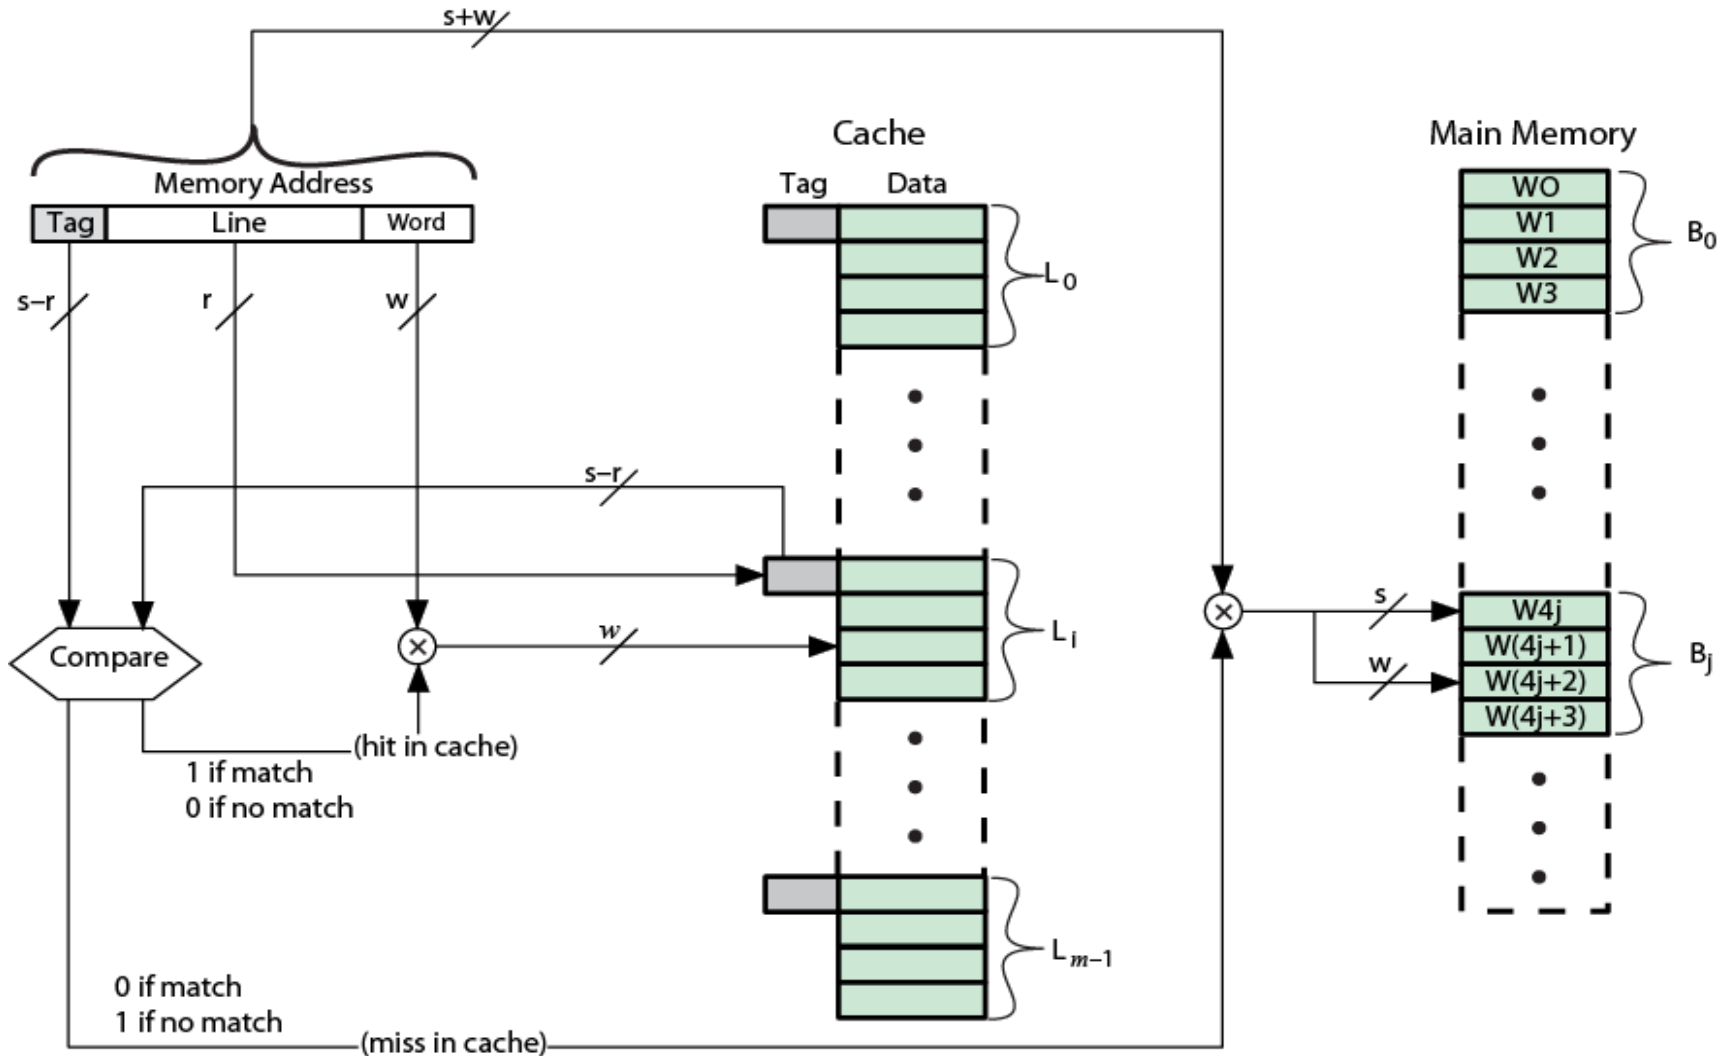 s+w
Cache
Main Memory
Memory Address
Tag Data
Tag Line Word
WO
W1
W2
W3
B0
L0
s–r
r
w
s–r
Compare
w
Li
s
w
W4j
W(4j+1)
W(4j+2)
W(4j+3)
Bj
(hit in cache)
1 if match
0 if no match
Lm–1
0 if match
1 if no match
(miss in cache)